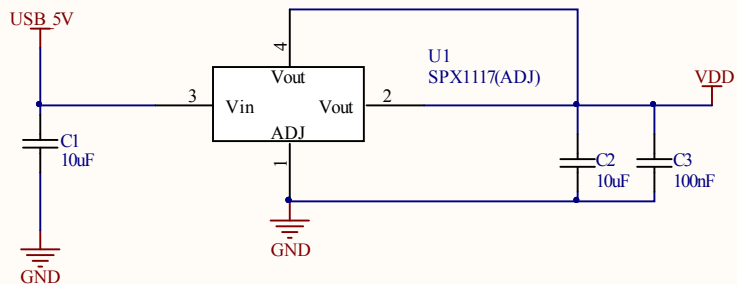 USB_5V
4
U1
SPX1117(ADJ)
VDD
Vout
3
Vin
Vout
2
ADJ
C1
10uF
1
C2
10uF
C3
100nF
GND
GND